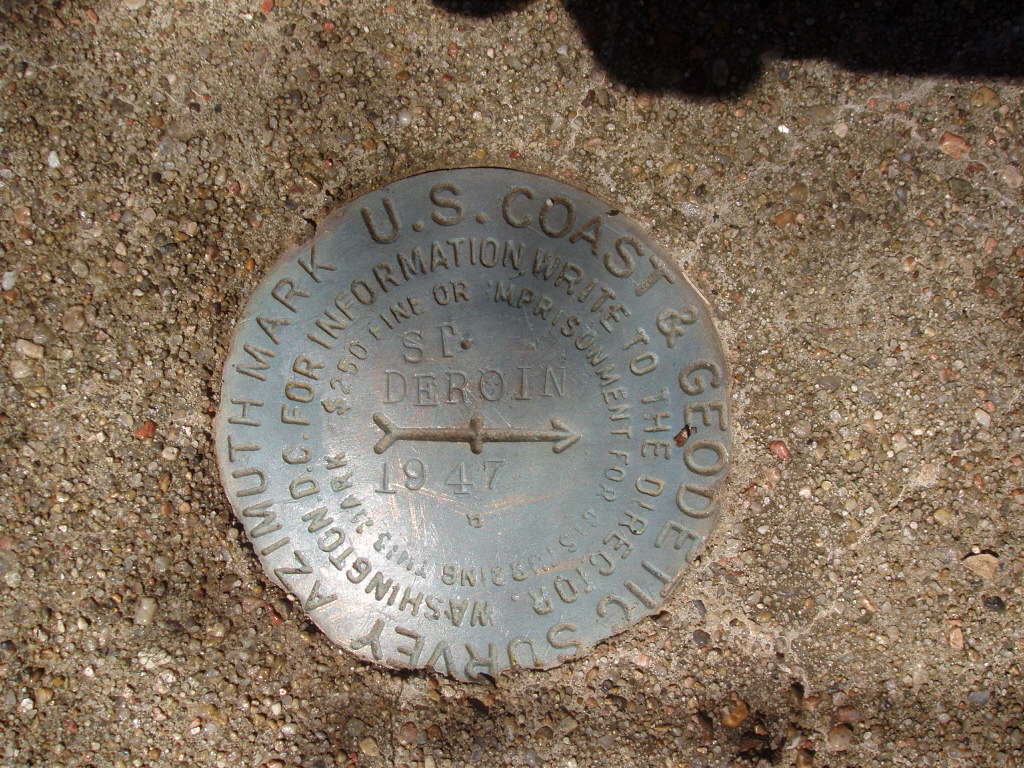 U.S. COAST & GEODETIC SURVEY
AZIMUTH MARK
FOR INFORMATION, WRITE TO THE DIRECTOR. WASHINGTON D.C.
$250 FINE OR IMPRISONMENT FOR DISTURBING THIS MARK
ST.
DEROIN
1947